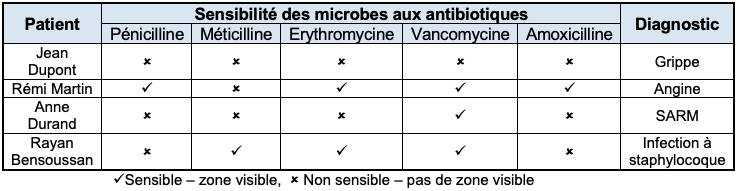 Patient Sensibilité des microbes aux antibiotiques Diagnostic
Pénicilline Méticilline Erythromycine Vancomycine Amoxicilline
Jean
Dupont 🗴 🗴 🗴 🗴 🗴 Grippe
Rémi Martin ✓ 🗴 ✓ ✓ ✓ Angine
Anne
Durand 🗴 🗴 🗴 ✓ 🗴 SARM
Rayan
Bensoussan 🗴 ✓ ✓ ✓ 🗴 Infection à
staphylocoque
✓Sensible – zone visible, 🗴 Non sensible – pas de zone visible